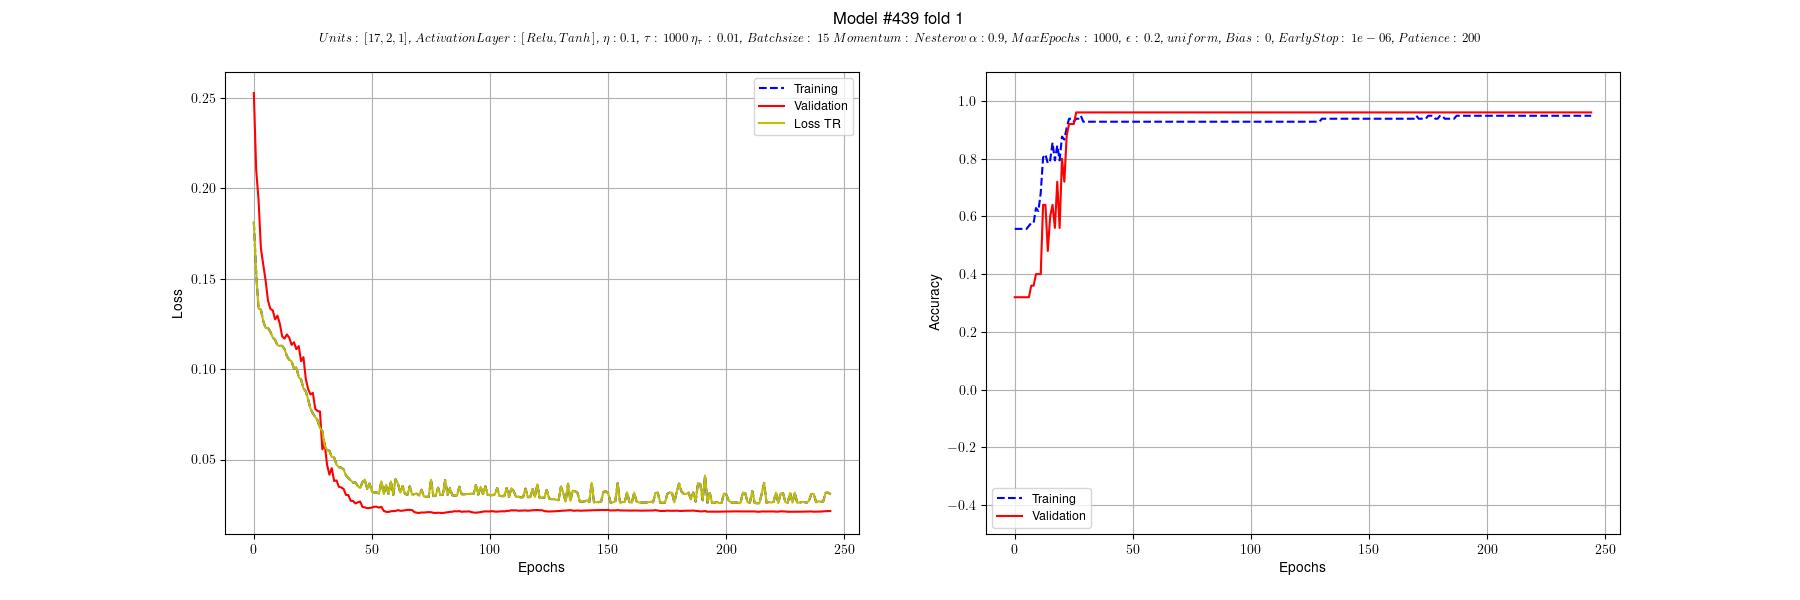 Model #439 fold 1
Units : [17, 2, 1], ActivationLayer : [Relu, Tanh], η : 0.1, τ : 1000 ητ : 0.01, Batchsize : 15 Momentum : Nesterov α : 0.9, MaxEpochs : 1000, ϵ : 0.2, uniform, Bias : 0, EarlyStop : 1e − 06, Patience : 200
0.25
0.20
0.15
0.10
0.05
Loss
Training
Validation
Loss TR
0 50 100 150 200 250
Epochs
1.0
0.8
0.6
0.4
0.2
0.0
−0.2
−0.4
Accuracy
Training
Validation
0 50 100 150 200 250
Epochs